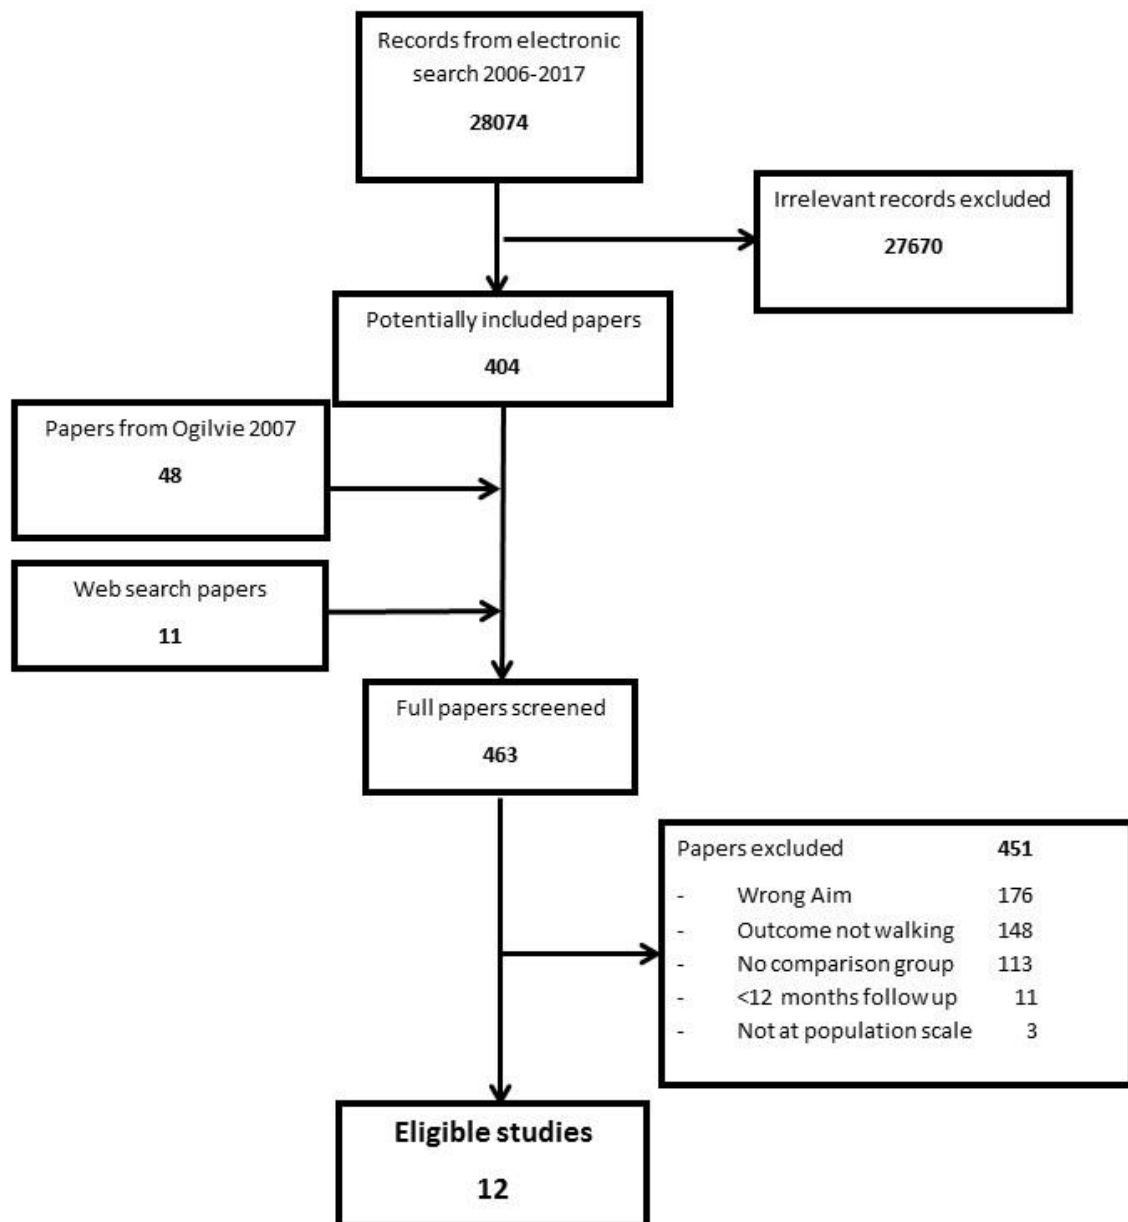 Records from electronic
search 2006-2017
28074
Irrelevant records excluded
27670
Potentially included papers
404
Papers from Ogilvie 2007
48
Web search papers
11
Full papers screened
463
Papers excluded 451
- Wrong Aim 176
- Outcome not walking 148
- No comparison group 113
- <12 months follow up 11
- Not at population scale 3
Eligible studies
12